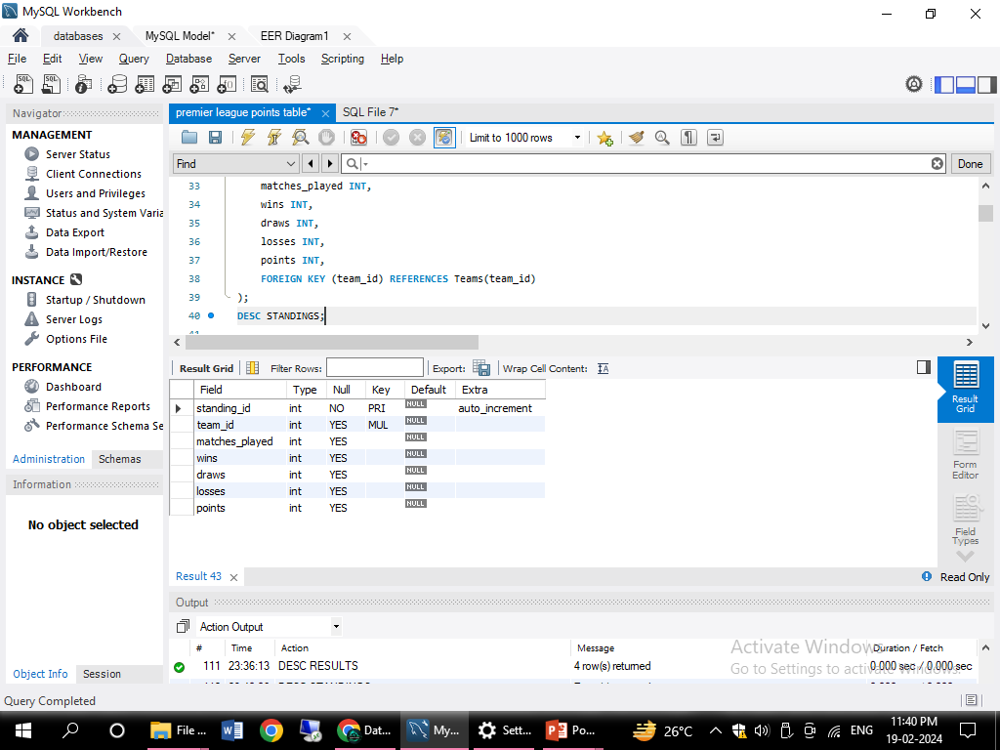 MySQL Workbench
databases
MySQL Model*
EER Diagram1
File Edit View Query Database Server Tools Scripting Help
Navigator
MANAGEMENT
Server Status
Client Connections
Users and Privileges
Status and System Varia
Data Export
Data Import/Restore
INSTANCE
Startup / Shutdown
Server Logs
Options File
PERFORMANCE
Dashboard
Performance Reports
Performance Schema Se
Administration Schemas
Information
No object selected
Object Info Session
premier league points table*
SQL File 7*
Limit to 1000 rows
Find
Done
33 matches_played INT,
34 wins INT,
35 draws INT,
36 losses INT,
37 points INT,
38 FOREIGN KEY (team_id) REFERENCES Teams(team_id)
39 );
40 DESC STANDINGS;
Result Grid Filter Rows: Export: Wrap Cell Content:
Field Type Null Key Default Extra
standing_id int NO PRI NULL auto_increment
team_id int YES MUL NULL
matches_played int YES NULL
wins int YES NULL
draws int YES NULL
losses int YES NULL
points int YES NULL
Result Grid
Form Editor
Field Types
Result 43
Read Only
Output
Action Output
# Time Action Message Duration / Fetch
111 23:36:13 DESC RESULTS 4 row(s) returned 0.000 sec / 0.000 sec
Activate Windows
Go to Settings to activate Windows.
Query Completed
File ...
Dat...
My...
Sett...
Po...
26°C
ENG
11:40 PM
19-02-2024